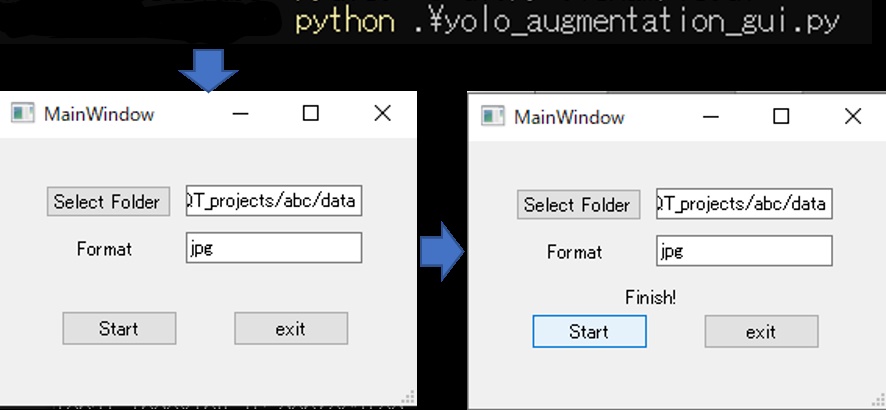 python .¥yolo_augmentation_gui.py
MainWindow
Select Folder
QT_projects/abc/data
Format
jpg
Start
exit
MainWindow
Select Folder
QT_projects/abc/data
Format
jpg
Finish!
Start
exit